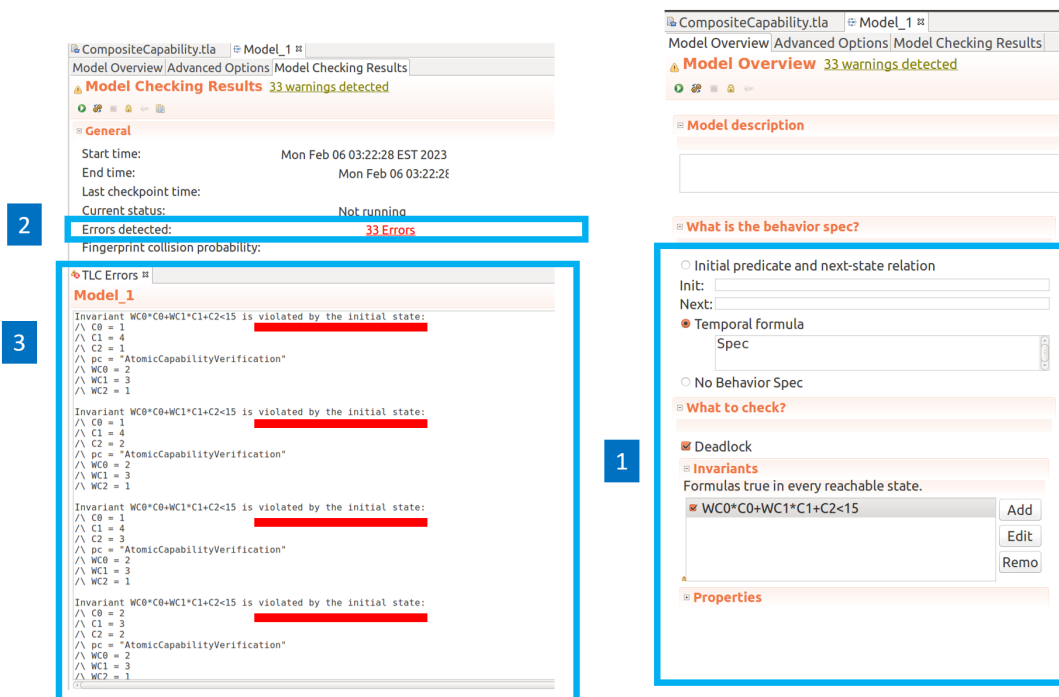 CompositeCapability.tla Model_1
Model Overview Advanced Options Model Checking Results
Model Checking Results 33 warnings detected
General
Start time: Mon Feb 06 03:22:28 EST 2023
End time: Mon Feb 06 03:22:28
Last checkpoint time:
Current status: Not running
2
Errors detected: 33 Errors
Fingerprint collision probability:
TLC Errors
Model_1
3
Invariant WC0*C0+WC1*C1+C2<15 is violated by the initial state:
/\ C0 = 1
/\ C1 = 4
/\ C2 = 1
/\ pc = "AtomicCapabilityVerification"
/\ WC0 = 2
/\ WC1 = 3
/\ WC2 = 1
Invariant WC0*C0+WC1*C1+C2<15 is violated by the initial state:
/\ C0 = 1
/\ C1 = 4
/\ C2 = 2
/\ pc = "AtomicCapabilityVerification"
/\ WC0 = 2
/\ WC1 = 3
/\ WC2 = 1
Invariant WC0*C0+WC1*C1+C2<15 is violated by the initial state:
/\ C0 = 1
/\ C1 = 4
/\ C2 = 3
/\ pc = "AtomicCapabilityVerification"
/\ WC0 = 2
/\ WC1 = 3
/\ WC2 = 1
Invariant WC0*C0+WC1*C1+C2<15 is violated by the initial state:
/\ C0 = 2
/\ C1 = 3
/\ C2 = 2
/\ pc = "AtomicCapabilityVerification"
/\ WC0 = 2
/\ WC1 = 3
/\ WC2 = 1
CompositeCapability.tla Model_1
Model Overview Advanced Options Model Checking Results
Model Overview 33 warnings detected
Model description
What is the behavior spec?
Initial predicate and next-state relation
Init:
Next:
Temporal formula
Spec
No Behavior Spec
What to check?
1
Deadlock
Invariants
Formulas true in every reachable state.
WC0*C0+WC1*C1+C2<15
Add
Edit
Remo
Properties